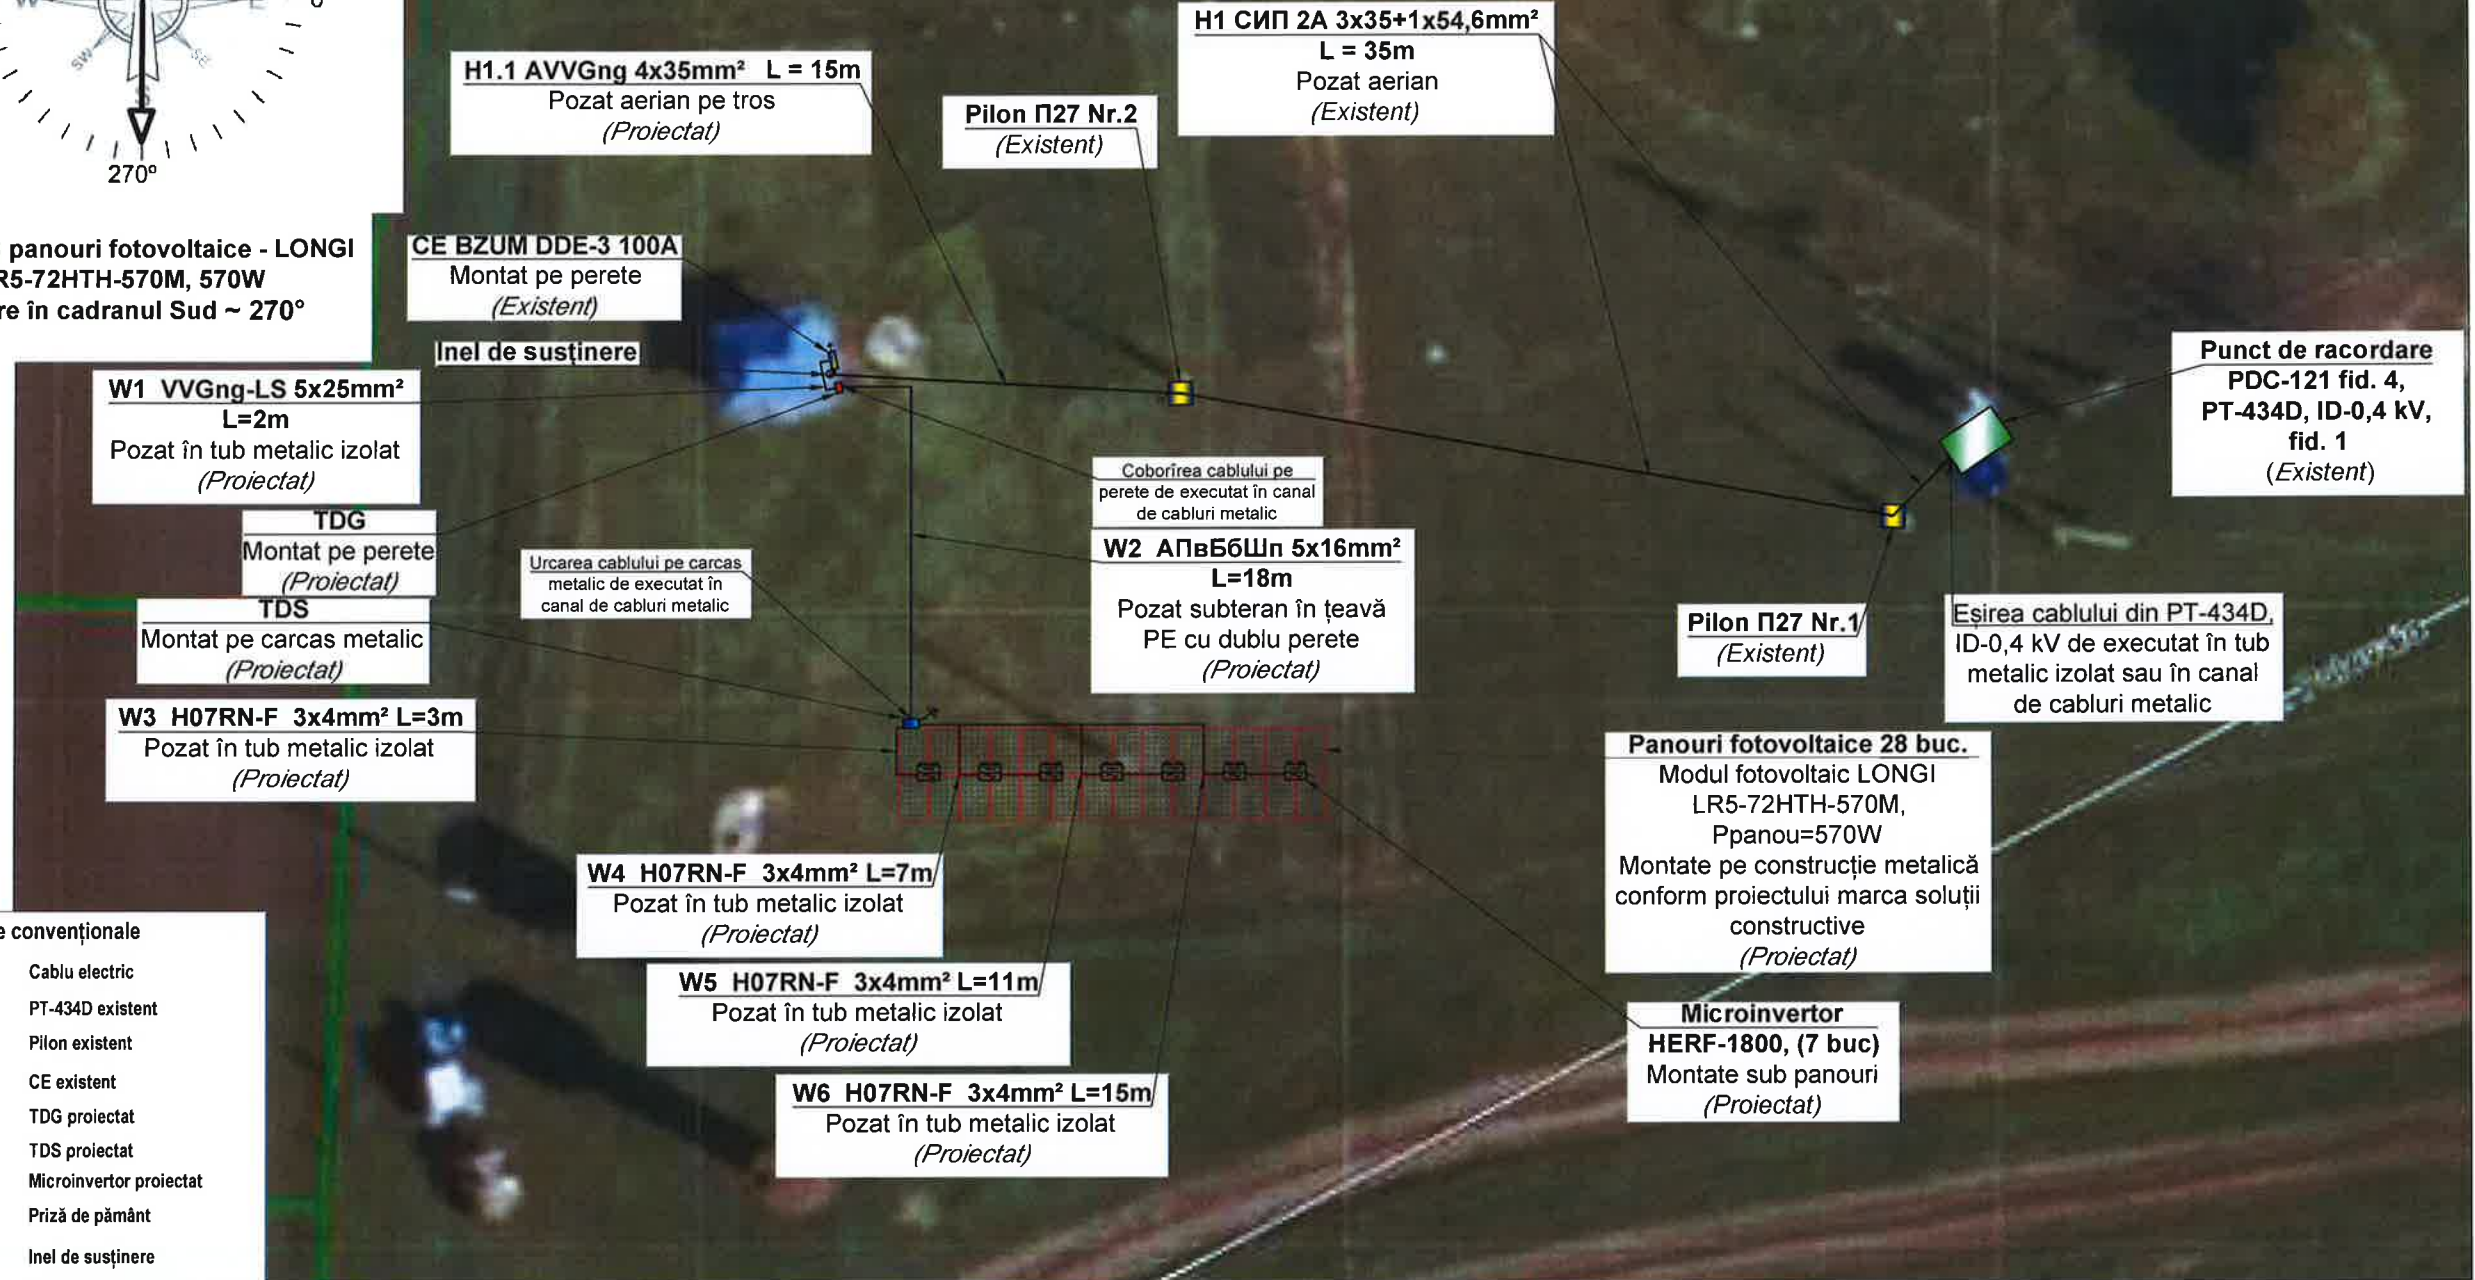 SW
SE
270°
panouri fotovoltaice - LONGI
R5-72HTH-570M, 570W
re în cadranul Sud ~ 270°
H1.1 AVVGng 4x35mm² L = 15m
Pozat aerian pe tros
(Proiectat)
Pilon П27 Nr.2
(Existent)
H1 СИП 2А 3x35+1x54,6mm²
L = 35m
Pozat aerian
(Existent)
CE BZUM DDE-3 100A
Montat pe perete
(Existent)
Inel de susținere
W1 VVGng-LS 5x25mm²
L=2m
Pozat în tub metalic izolat
(Proiectat)
Punct de racordare
PDC-121 fid. 4,
PT-434D, ID-0,4 kV,
fid. 1
(Existent)
Coborîrea cablului pe
perete de executat în canal
de cabluri metalic
TDG
Montat pe perete
(Proiectat)
Urcarea cablului pe carcas
metalic de executat în
canal de cabluri metalic
W2 АПвБбШп 5x16mm²
L=18m
Pozat subteran în țeavă
PE cu dublu perete
(Proiectat)
TDS
Montat pe carcas metalic
(Proiectat)
Pilon П27 Nr.1
(Existent)
Eșirea cablului din PT-434D,
ID-0,4 kV de executat în tub
metalic izolat sau în canal
de cabluri metalic
W3 H07RN-F 3x4mm² L=3m
Pozat în tub metalic izolat
(Proiectat)
Panouri fotovoltaice 28 buc.
Modul fotovoltaic LONGI
LR5-72HTH-570M,
Ppanou=570W
Montate pe construcție metalică
conform proiectului marca soluții
constructive
(Proiectat)
W4 H07RN-F 3x4mm² L=7m
Pozat în tub metalic izolat
(Proiectat)
W5 H07RN-F 3x4mm² L=11m
Pozat în tub metalic izolat
(Proiectat)
W6 H07RN-F 3x4mm² L=15m
Pozat în tub metalic izolat
(Proiectat)
Microinvertor
HERF-1800, (7 buc)
Montate sub panouri
(Proiectat)
e convenționale
Cablu electric
PT-434D existent
Pilon existent
CE existent
TDG proiectat
TDS proiectat
Microinvertor proiectat
Priză de pământ
Inel de susținere